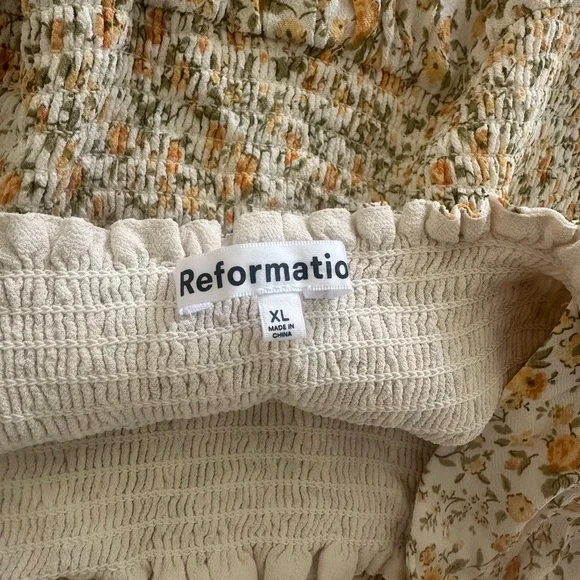 Reformatio
XL
MADE IN
CHINA